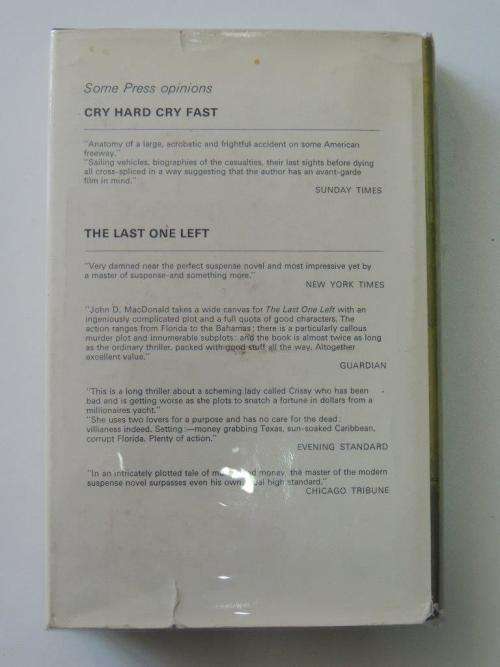 Some Press opinions
CRY HARD CRY FAST
"Anatomy of a large, acrobatic and frightful accident on some American
freeway."
"Sailing vehicles, biographies of the casualties, their last sights before dying
all cross-spliced in a way suggesting that the author has an avant-garde
film in mind."
SUNDAY TIMES
THE LAST ONE LEFT
"Very damned near the perfect suspense novel and most impressive yet by
a master of suspense-and something more."
NEW YORK TIMES
"John D. MacDonald takes a wide canvas for The Last One Left with an
ingeniously complicated plot and a full quota of good characters. The
action ranges from Florida to the Bahamas; there is a particularly callous
murder plot and innumerable subplots: and the book is almost twice as long
as the ordinary thriller, packed with good stuff all the way. Altogether
excellent value."
GUARDIAN
"This is a long thriller about a scheming lady called Crissy who has been
bad and is getting worse as she plots to snatch a fortune in dollars from a
millionaires yacht."
"She uses two lovers for a purpose and has no care for the dead:
villianess indeed. Setting:—money grabbing Texas, sun-soaked Caribbean,
corrupt Florida. Plenty of action."
EVENING STANDARD
"In an intricately plotted tale of money, the master of the modern
suspense novel surpasses even his own high standard."
CHICAGO TRIBUNE